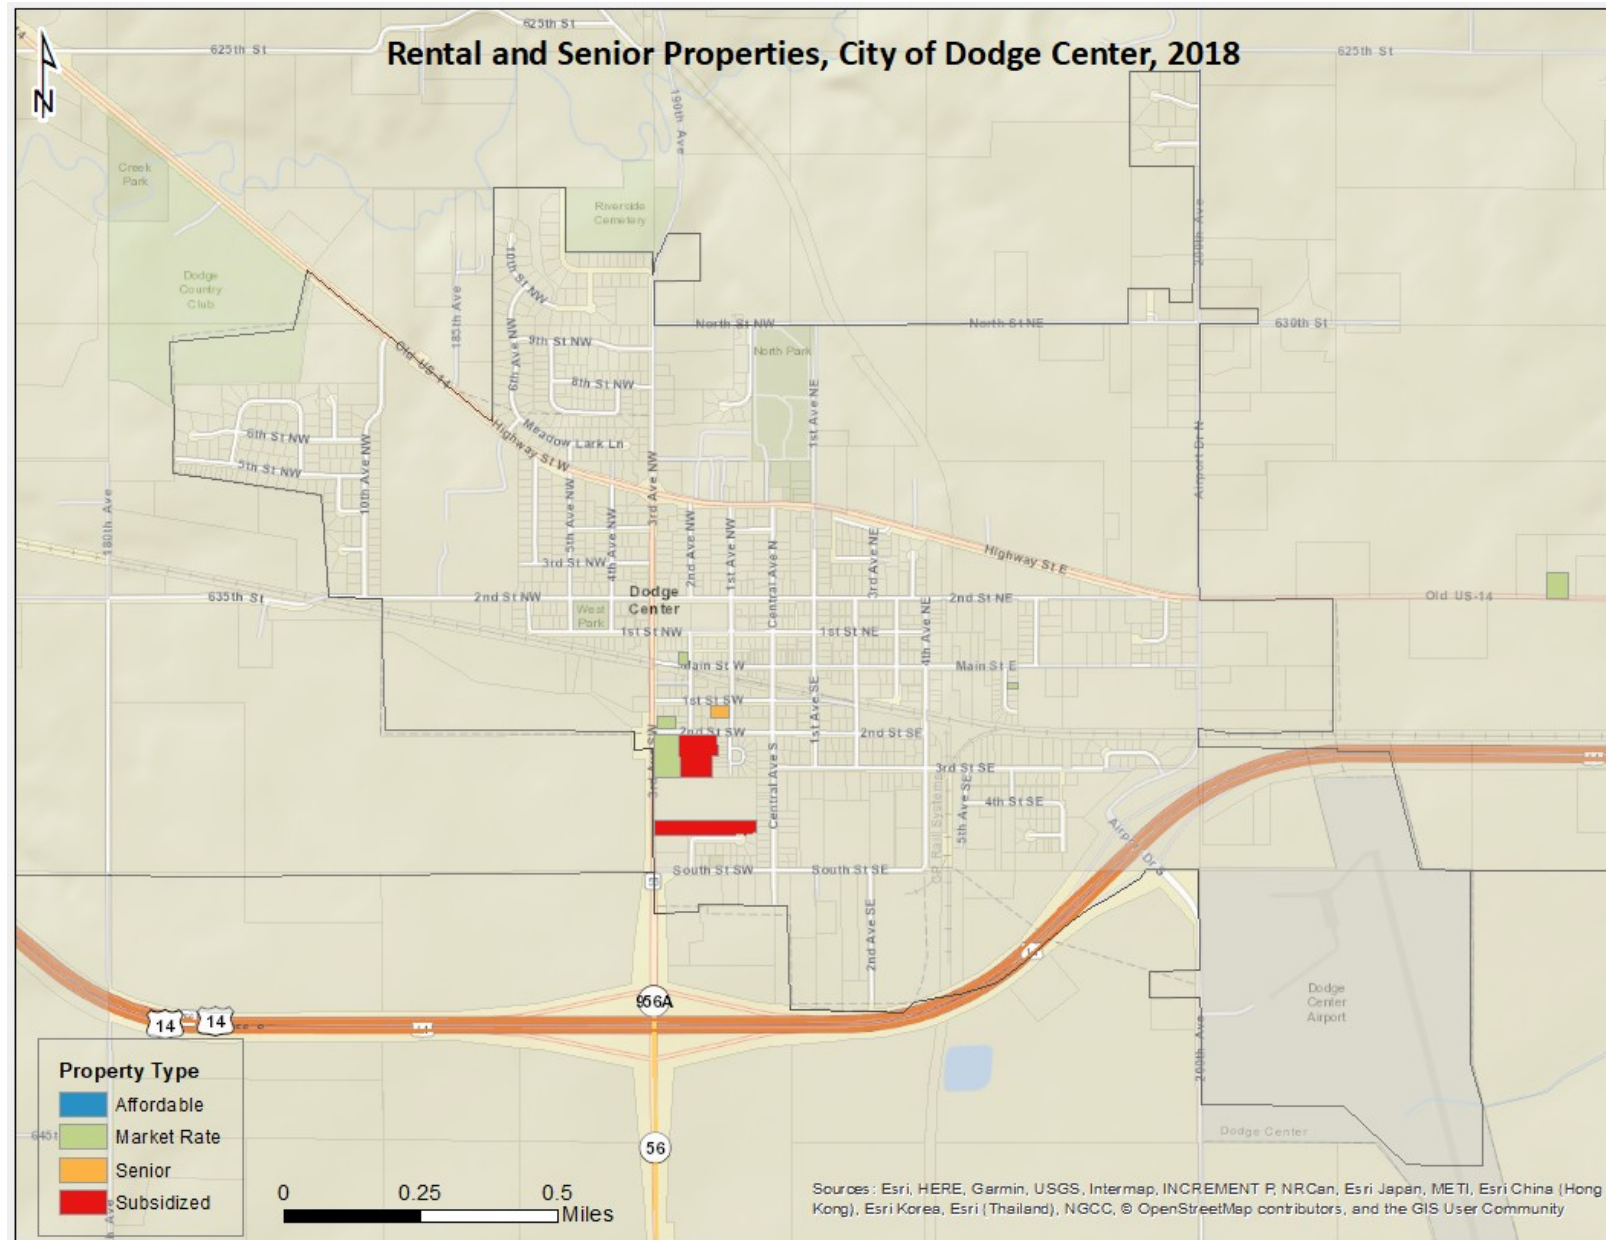 Rental and Senior Properties, City of Dodge Center, 2018
N
625th St
625th St
625th St
190th Ave
Creek
Park
Riverside
Cemetery
200th Ave
Dodge
Country
Club
185th Ave
10th St NW
North St NW
North St NE
630th St
Old US-14
6th Ave NW
9th St NW
North Park
8th St NW
1st Ave NE
6th St NW
Meadow Lark Ln
Highway St W
5th St NW
10th Ave NW
3rd Ave NW
Airport Dr N
180th Ave
5th Ave NW
4th Ave NW
2nd Ave NW
1st Ave NW
Central Ave N
3rd Ave NE
Highway St E
3rd St NW
635th St
2nd St NW
Dodge
Center
2nd St NE
Old US-14
West
Park
1st St NW
1st St NE
4th Ave NE
Main St W
Main St E
1st St SW
1st Ave SE
2nd St SW
2nd St SE
3rd Ave SW
Central Ave S
3rd St SE
5th Ave SE
4th St SE
Airport Dr S
South St SW
South St SE
2nd Ave SE
956A
14
14
Dodge
Center
Airport
200th Ave
56
Dodge Center
Property Type
Affordable
Market Rate
Senior
Subsidized
0 0.25 0.5
Miles
Sources: Esri, HERE, Garmin, USGS, Intermap, INCREMENT P, NRCan, Esri Japan, METI, Esri China (Hong
Kong), Esri Korea, Esri (Thailand), NGCC, © OpenStreetMap contributors, and the GIS User Community